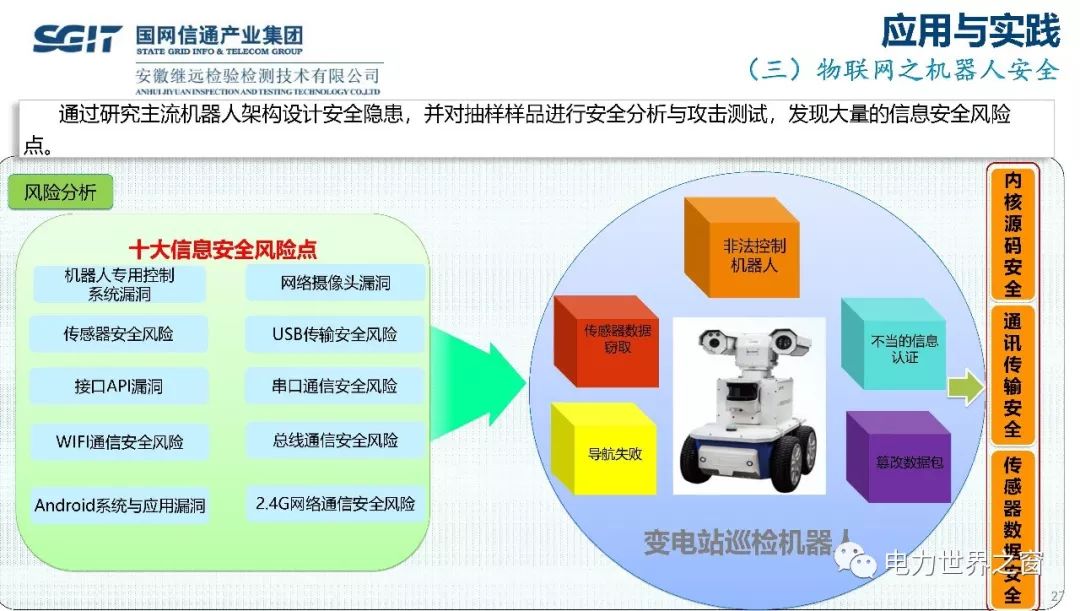 SGIT 国网信通产业集团
STATE GRID INFO & TELECOM GROUP
安徽继远检验检测技术有限公司
ANHUI JIYUAN INSPECTION AND TESTING TECHNOLOGY CO.,LTD
应用与实践
（三）物联网之机器人安全
通过研究主流机器人架构设计安全隐患，并对抽样样品进行安全分析与攻击测试，发现大量的信息安全风险
点。
风险分析
十大信息安全风险点
机器人专用控制
系统漏洞
网络摄像头漏洞
传感器安全风险
USB传输安全风险
接口API漏洞
串口通信安全风险
WIFI通信安全风险
总线通信安全风险
Android系统与应用漏洞
2.4G网络通信安全风险
非法控制
机器人
传感器数据
窃取
不当的信息
认证
导航失败
篡改数据包
变电站巡检机器人
内核源码安全
通讯传输安全
传感器数据安全
电力世界之窗
27